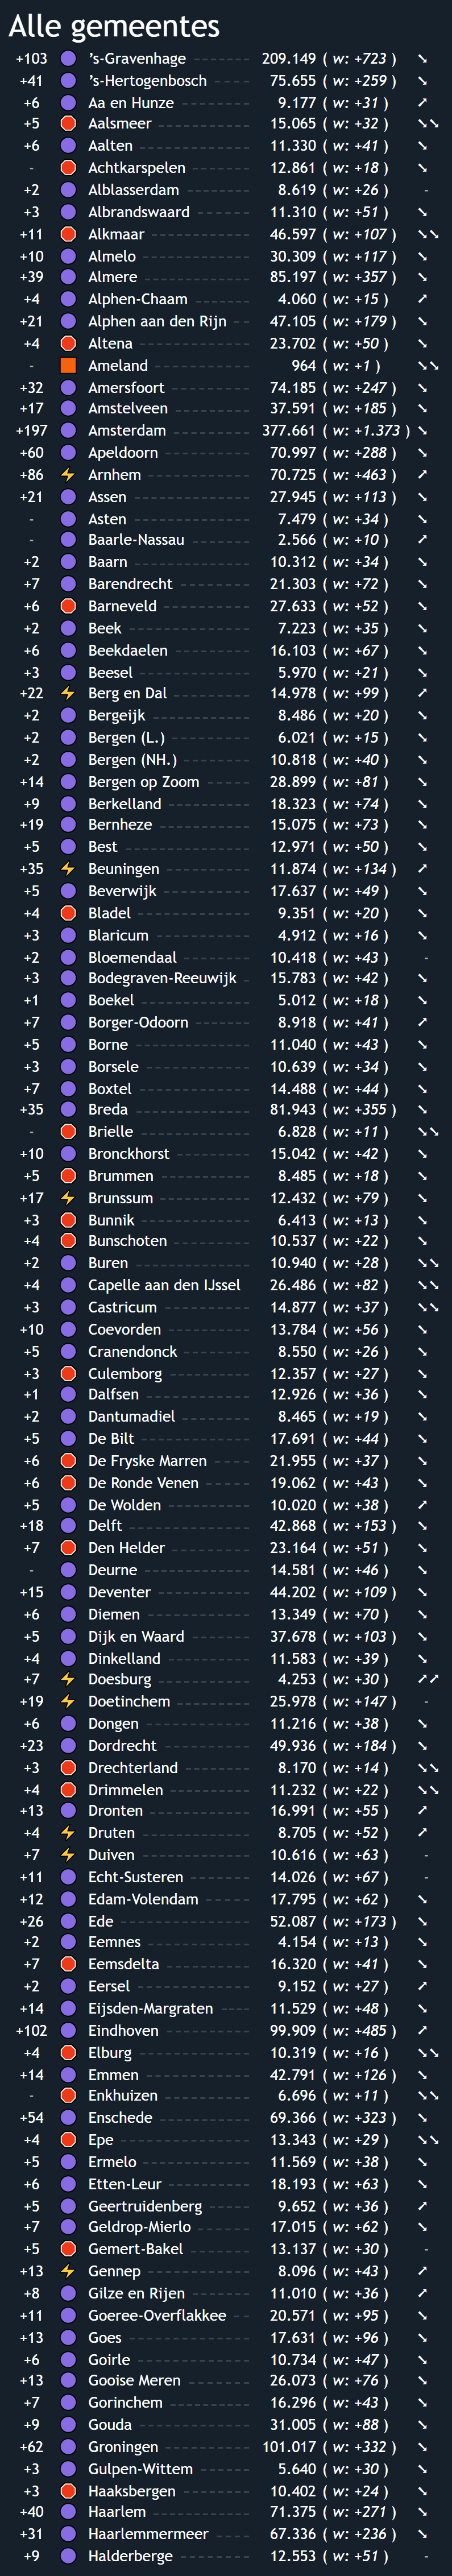 Alle gemeentes
+103 's-Gravenhage 209.149 ( w: +723 )
+41 's-Hertogenbosch 75.655 ( w: +259 )
+6 Aa en Hunze 9.177 ( w: +31 )
+5 Aalsmeer 15.065 ( w: +32 )
+6 Aalten 11.330 ( w: +41 )
- Achtkarspelen 12.861 ( w: +18 )
+2 Alblasserdam 8.619 ( w: +26 ) -
+3 Albrandswaard 11.310 ( w: +51 )
+11 Alkmaar 46.597 ( w: +107 )
+10 Almelo 30.309 ( w: +117 )
+39 Almere 85.197 ( w: +357 )
+4 Alphen-Chaam 4.060 ( w: +15 )
+21 Alphen aan den Rijn 47.105 ( w: +179 )
+4 Altena 23.702 ( w: +50 )
- Ameland 964 ( w: +1 )
+32 Amersfoort 74.185 ( w: +247 )
+17 Amstelveen 37.591 ( w: +185 )
+197 Amsterdam 377.661 ( w: +1.373 )
+60 Apeldoorn 70.997 ( w: +288 )
+86 Arnhem 70.725 ( w: +463 )
+21 Assen 27.945 ( w: +113 )
- Asten 7.479 ( w: +34 )
- Baarle-Nassau 2.566 ( w: +10 )
+2 Baarn 10.312 ( w: +34 )
+7 Barendrecht 21.303 ( w: +72 )
+6 Barneveld 27.633 ( w: +52 )
+2 Beek 7.223 ( w: +35 )
+6 Beekdaelen 16.103 ( w: +67 )
+3 Beesel 5.970 ( w: +21 )
+22 Berg en Dal 14.978 ( w: +99 )
+2 Bergeijk 8.486 ( w: +20 )
+2 Bergen (L.) 6.021 ( w: +15 )
+2 Bergen (NH.) 10.818 ( w: +40 )
+14 Bergen op Zoom 28.899 ( w: +81 )
+9 Berkelland 18.323 ( w: +74 )
+19 Bernheze 15.075 ( w: +73 )
+5 Best 12.971 ( w: +50 )
+35 Beuningen 11.874 ( w: +134 )
+5 Beverwijk 17.637 ( w: +49 )
+4 Bladel 9.351 ( w: +20 )
+3 Blaricum 4.912 ( w: +16 )
+2 Bloemendaal 10.418 ( w: +43 ) -
+3 Bodegraven-Reeuwijk 15.783 ( w: +42 )
+1 Boekel 5.012 ( w: +18 )
+7 Borger-Odoorn 8.918 ( w: +41 )
+5 Borne 11.040 ( w: +43 )
+3 Borsele 10.639 ( w: +34 )
+7 Boxtel 14.488 ( w: +44 )
+35 Breda 81.943 ( w: +355 )
- Brielle 6.828 ( w: +11 )
+10 Bronckhorst 15.042 ( w: +42 )
+5 Brummen 8.485 ( w: +18 )
+17 Brunssum 12.432 ( w: +79 )
+3 Bunnik 6.413 ( w: +13 )
+4 Bunschoten 10.537 ( w: +22 )
+2 Buren 10.940 ( w: +28 )
+4 Capelle aan den IJssel 26.486 ( w: +82 )
+3 Castricum 14.877 ( w: +37 )
+10 Coevorden 13.784 ( w: +56 )
+5 Cranendonck 8.550 ( w: +26 )
+3 Culemborg 12.357 ( w: +27 )
+1 Dalfsen 12.926 ( w: +36 )
+2 Dantumadiel 8.465 ( w: +19 )
+5 De Bilt 17.691 ( w: +44 )
+6 De Fryske Marren 21.955 ( w: +37 )
+6 De Ronde Venen 19.062 ( w: +43 )
+5 De Wolden 10.020 ( w: +38 )
+18 Delft 42.868 ( w: +153 )
+7 Den Helder 23.164 ( w: +51 )
- Deurne 14.581 ( w: +46 )
+15 Deventer 44.202 ( w: +109 )
+6 Diemen 13.349 ( w: +70 )
+5 Dijk en Waard 37.678 ( w: +103 )
+4 Dinkelland 11.583 ( w: +39 )
+7 Doesburg 4.253 ( w: +30 )
+19 Doetinchem 25.978 ( w: +147 ) -
+6 Dongen 11.216 ( w: +38 )
+23 Dordrecht 49.936 ( w: +184 )
+3 Drechterland 8.170 ( w: +14 )
+4 Drimmelen 11.232 ( w: +22 )
+13 Dronten 16.991 ( w: +55 )
+4 Druten 8.705 ( w: +52 )
+7 Duiven 10.616 ( w: +63 ) -
+11 Echt-Susteren 14.026 ( w: +67 ) -
+12 Edam-Volendam 17.795 ( w: +62 )
+26 Ede 52.087 ( w: +173 )
+2 Eemnes 4.154 ( w: +13 )
+7 Eemsdelta 16.320 ( w: +41 )
+2 Eersel 9.152 ( w: +27 )
+14 Eijsden-Margraten 11.529 ( w: +48 )
+102 Eindhoven 99.909 ( w: +485 )
+4 Elburg 10.319 ( w: +16 )
+14 Emmen 42.791 ( w: +126 )
- Enkhuizen 6.696 ( w: +11 )
+54 Enschede 69.366 ( w: +323 )
+4 Epe 13.343 ( w: +29 )
+5 Ermelo 11.569 ( w: +38 )
+6 Etten-Leur 18.193 ( w: +63 )
+5 Geertruidenberg 9.652 ( w: +36 )
+7 Geldrop-Mierlo 17.015 ( w: +62 )
+5 Gemert-Bakel 13.137 ( w: +30 ) -
+13 Gennep 8.096 ( w: +43 )
+8 Gilze en Rijen 11.010 ( w: +36 )
+11 Goeree-Overflakkee 20.571 ( w: +95 )
+13 Goes 17.631 ( w: +96 )
+6 Goirle 10.734 ( w: +47 )
+13 Gooise Meren 26.073 ( w: +76 )
+7 Gorinchem 16.296 ( w: +43 )
+9 Gouda 31.005 ( w: +88 )
+62 Groningen 101.017 ( w: +332 )
+3 Gulpen-Wittem 5.640 ( w: +30 )
+3 Haaksbergen 10.402 ( w: +24 )
+40 Haarlem 71.375 ( w: +271 )
+31 Haarlemmermeer 67.336 ( w: +236 )
+9 Halderberge 12.553 ( w: +51 ) -